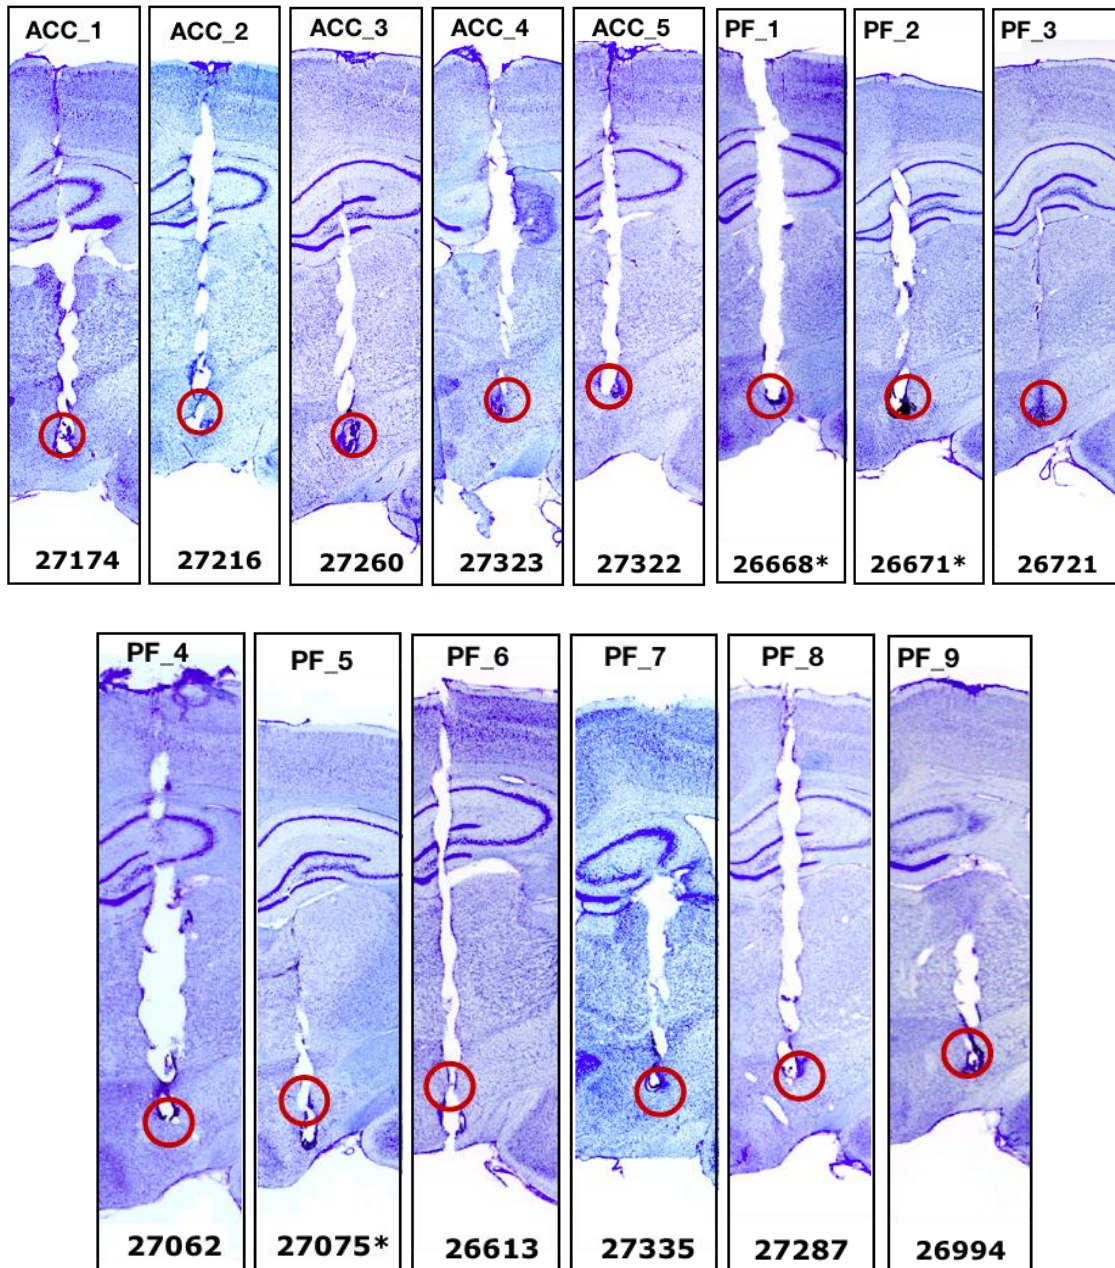 ACC_1 ACC_2 ACC_3 ACC_4 ACC_5 PF_1 PF_2 PF_3
27174 27216 27260 27323 27322 26668* 26671* 26721
PF_4 PF_5 PF_6 PF_7 PF_8 PF_9
27062 27075* 26613 27335 27287 26994